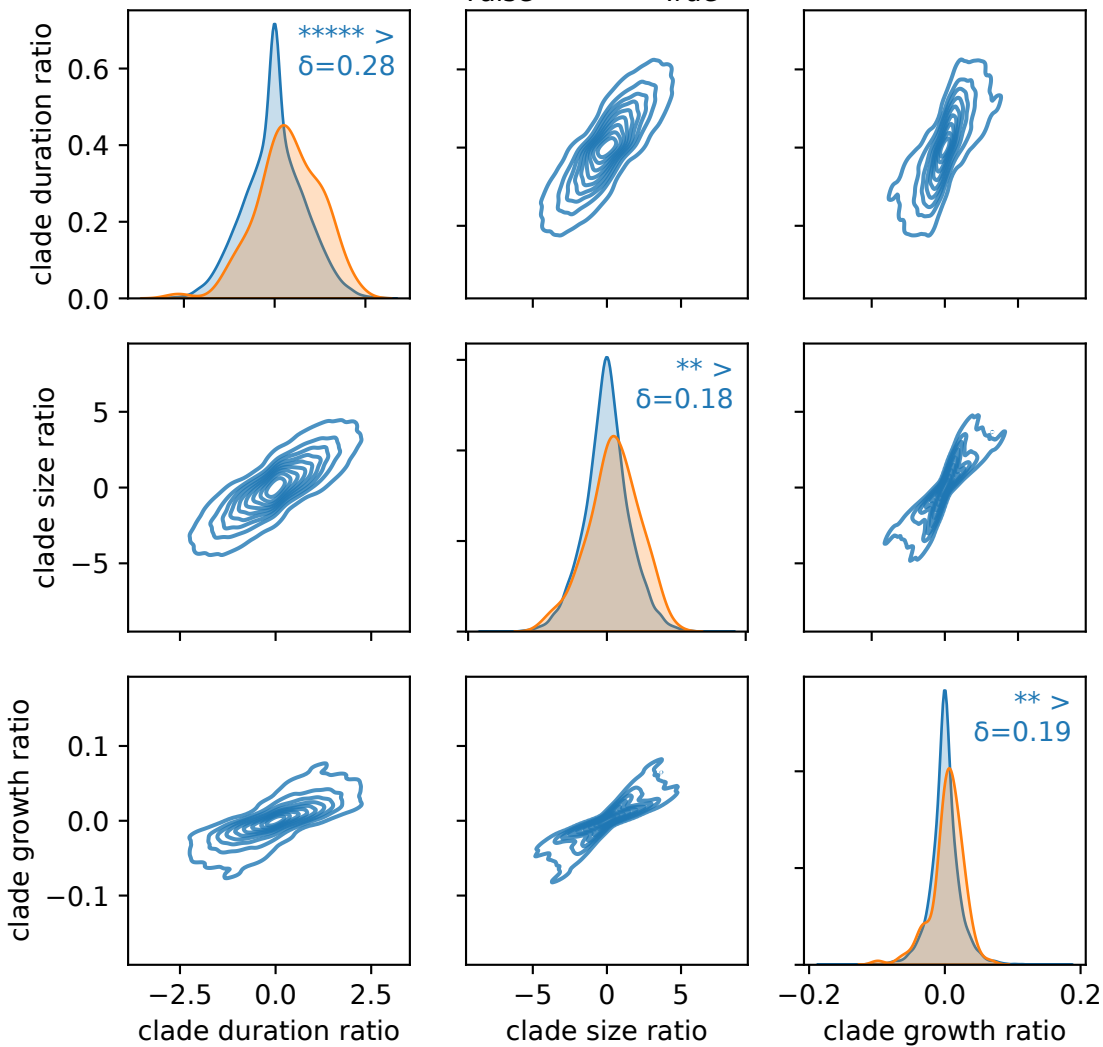 ***** >
δ=0.28
clade duration ratio
0.6
0.4
0.2
0.0
** >
δ=0.18
clade size ratio
5
0
−5
** >
δ=0.19
clade growth ratio
0.1
0.0
−0.1
−2.5 0.0 2.5
−5 0 5
−0.2 0.0 0.2
clade duration ratio
clade size ratio
clade growth ratio